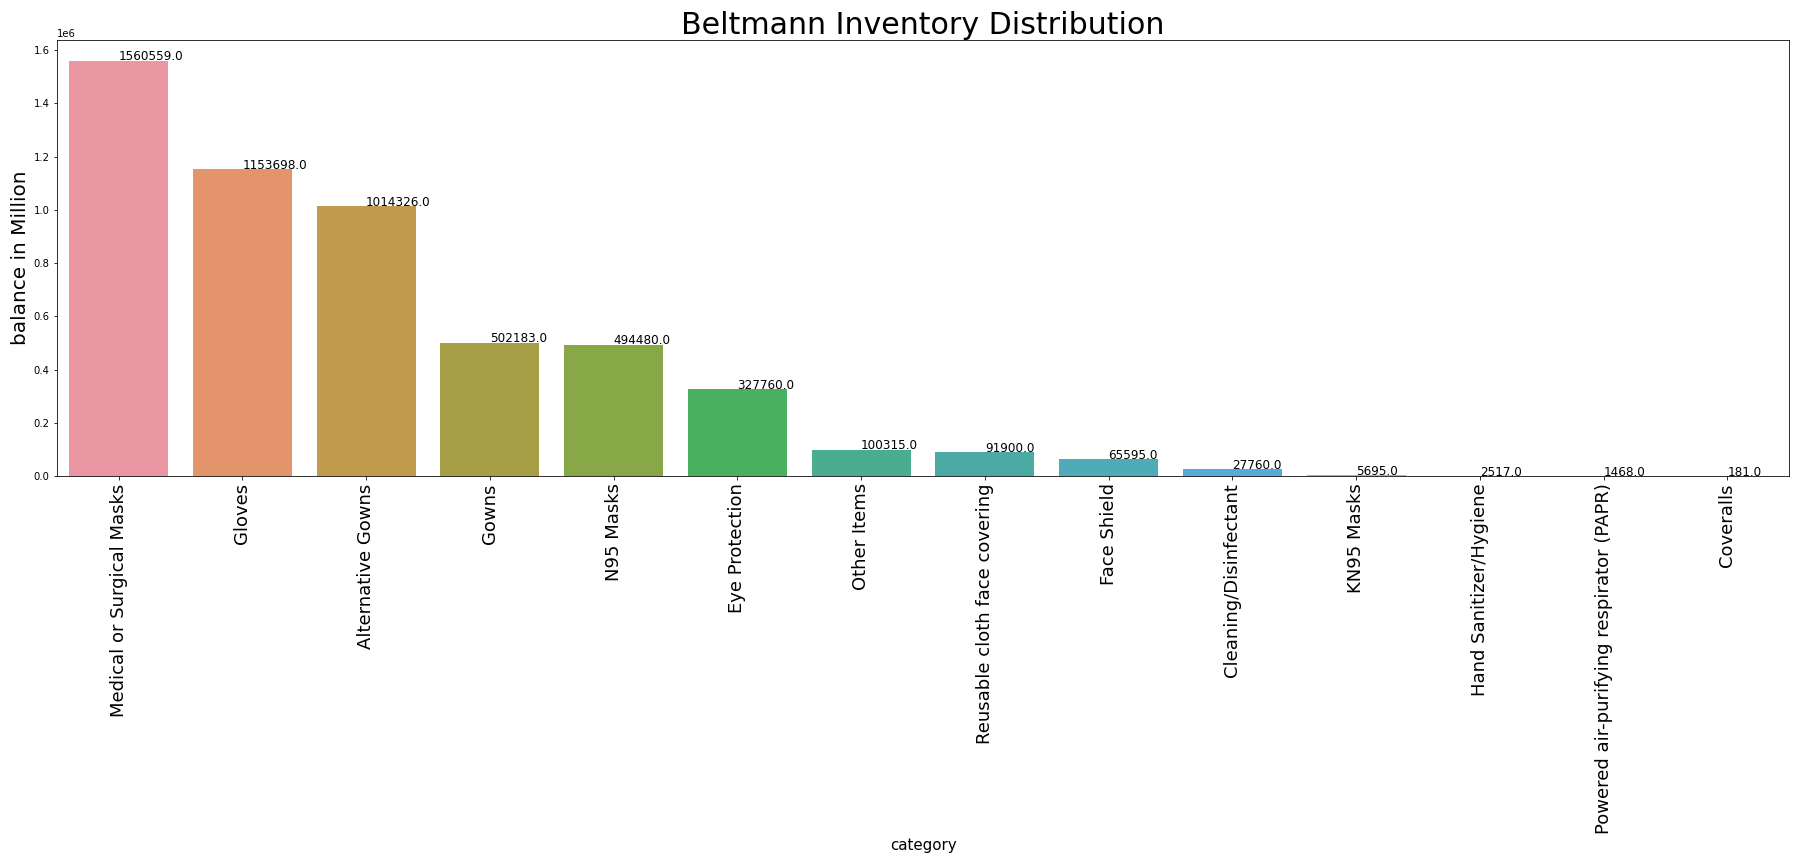 Beltmann Inventory Distribution
1e6
1.6
1.4
1.2
1.0
0.8
0.6
0.4
0.2
0.0
balance in Million
1560559.0
1153698.0
1014326.0
502183.0
494480.0
327760.0
100315.0
91900.0
65595.0
27760.0
5695.0
2517.0
1468.0
181.0
Medical or Surgical Masks
Gloves
Alternative Gowns
Gowns
N95 Masks
Eye Protection
Other Items
Reusable cloth face covering
Face Shield
Cleaning/Disinfectant
KN95 Masks
Hand Sanitizer/Hygiene
Powered air-purifying respirator (PAPR)
Coveralls
category